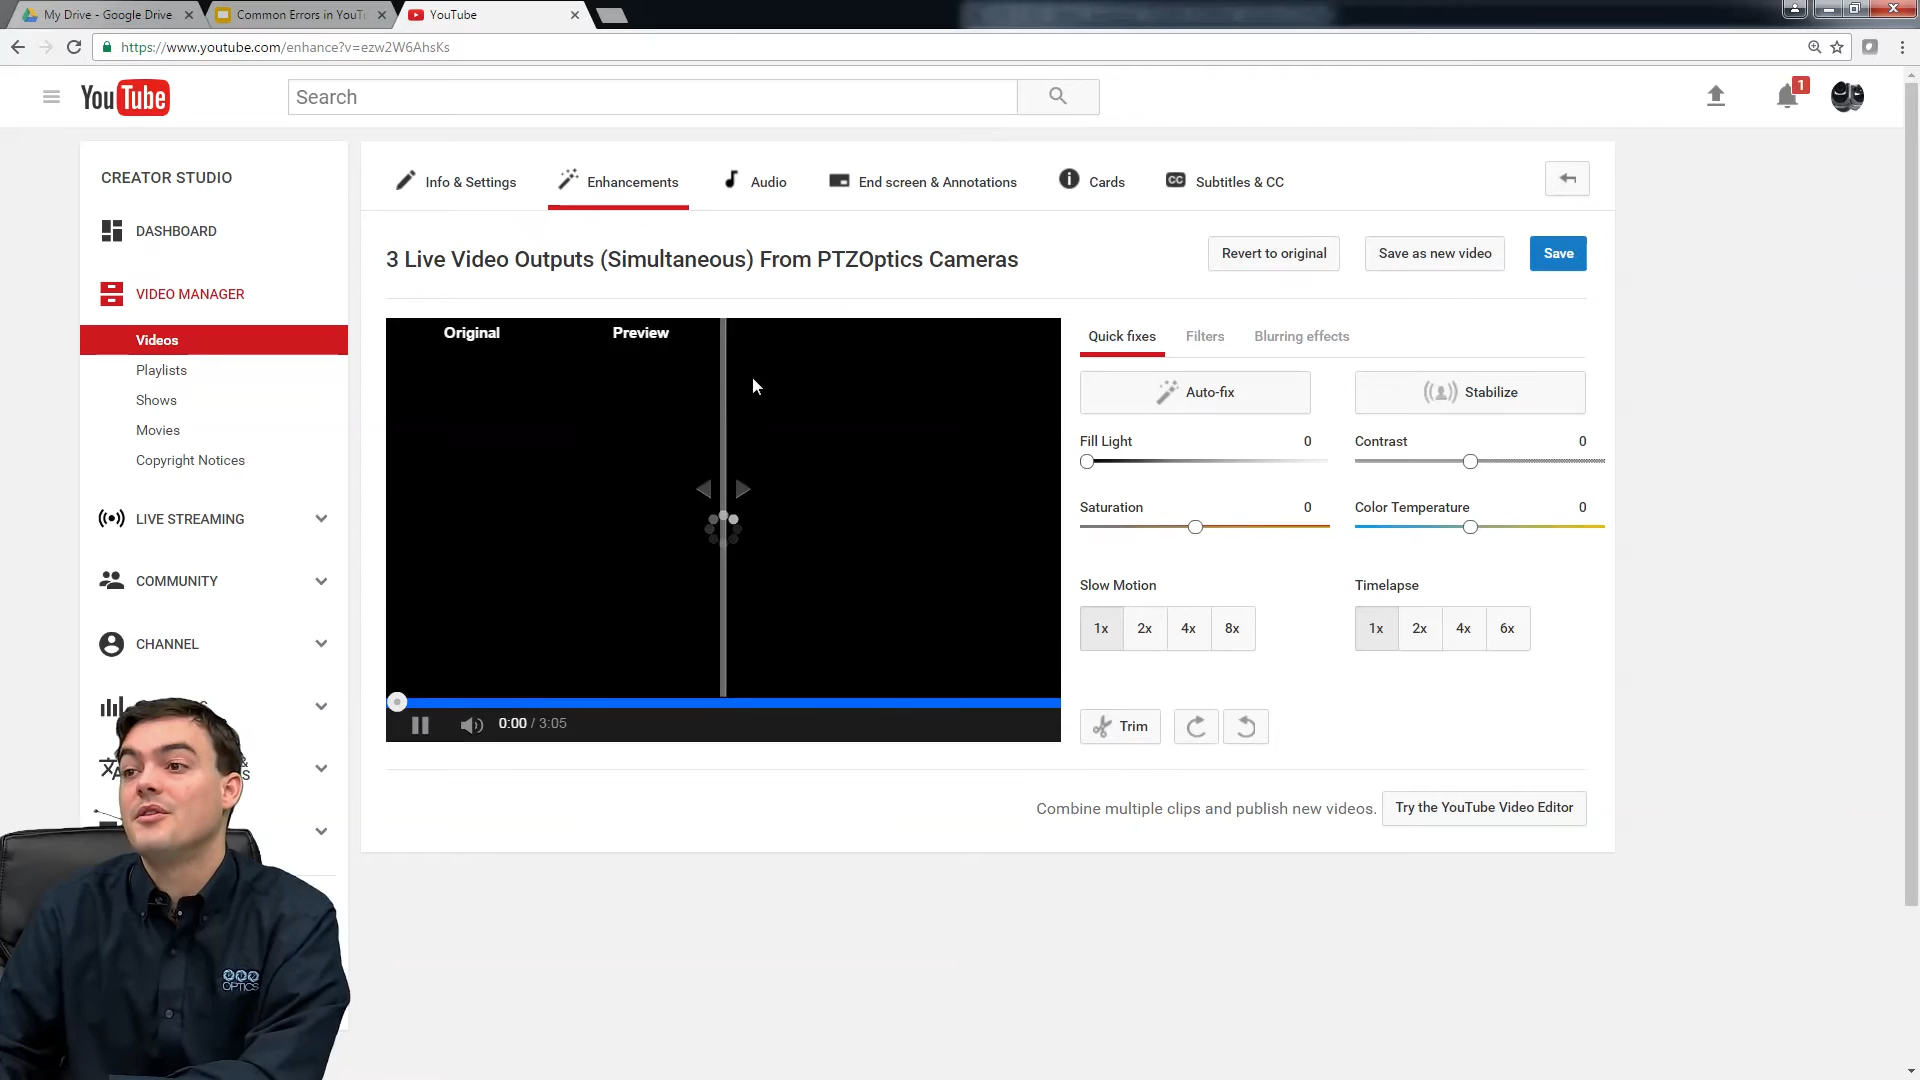 My Drive - Google Drive
Common Errors in YouT
YouTube
https://www.youtube.com/enhance?v=ezw2W6AhsKs
YouTube
Search
1
CREATOR STUDIO
DASHBOARD
VIDEO MANAGER
Videos
Playlists
Shows
Movies
Copyright Notices
LIVE STREAMING
COMMUNITY
CHANNEL
Info & Settings
Enhancements
Audio
End screen & Annotations
Cards
CC Subtitles & CC
3 Live Video Outputs (Simultaneous) From PTZOptics Cameras
Revert to original
Save as new video
Save
Original
Preview
0:00 / 3:05
Quick fixes
Filters
Blurring effects
Auto-fix
Stabilize
Fill Light 0
Contrast 0
Saturation 0
Color Temperature 0
Slow Motion
Timelapse
1x 2x 4x 8x
1x 2x 4x 6x
Trim
Combine multiple clips and publish new videos.
Try the YouTube Video Editor
OPTICS